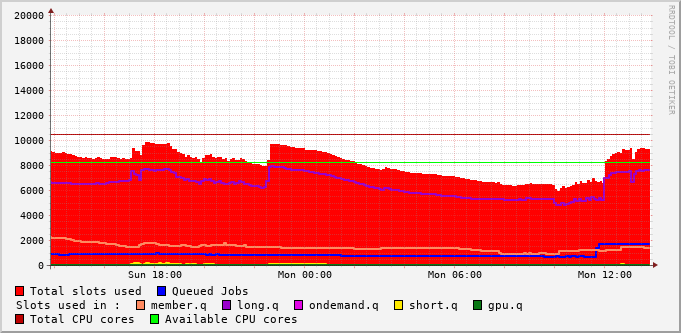 RRDTOOL / TOBI OETIKER
20000
18000
16000
14000
12000
10000
8000
6000
4000
2000
0
Sun 18:00 Mon 00:00 Mon 06:00 Mon 12:00
Total slots used Queued Jobs
Slots used in : member.q long.q ondemand.q short.q gpu.q
Total CPU cores Available CPU cores